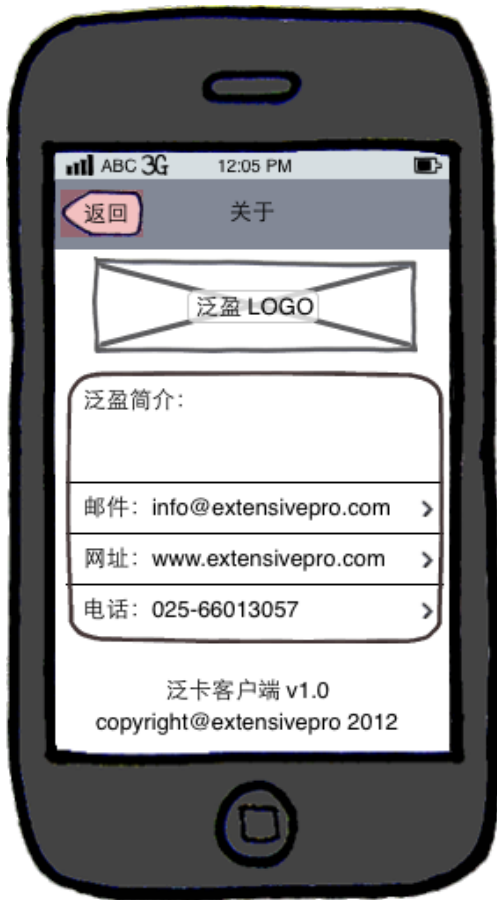 ABC 3G 12:05 PM
返回 关于
泛盈 LOGO
泛盈简介:
邮件: info@extensivepro.com
网址: www.extensivepro.com
电话: 025-66013057
泛卡客户端 v1.0
copyright@extensivepro 2012